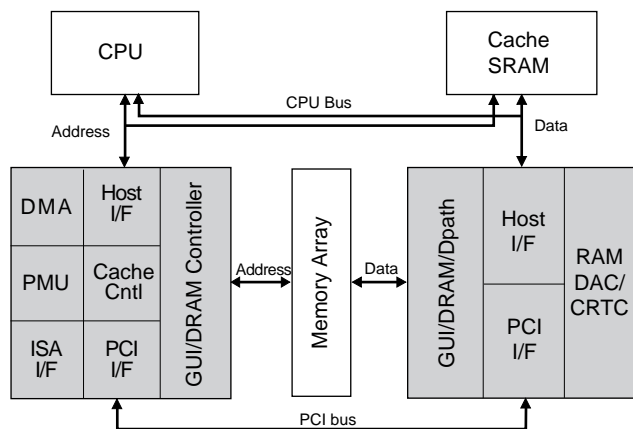 CPU
Cache
SRAM
CPU Bus
Address
Data
DMA
Host
I/F
PMU
Cache
Cntl
ISA
I/F
PCI
I/F
GUI/DRAM Controller
Address
Memory Array
Data
GUI/DRAM/Dpath
Host
I/F
PCI
I/F
RAM
DAC/
CRTC
PCI bus